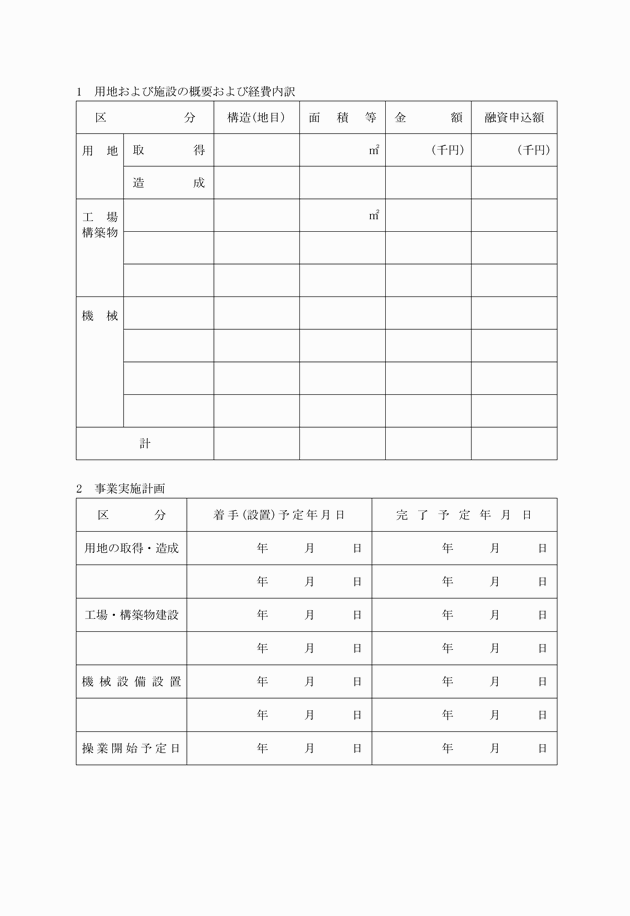 1 用地および施設の概要および経費内訳
区 分 構造(地目) 面 積 等 金 額 融資申込額
用 地 取 得 ㎡ (千円) (千円)
造 成
工 場 ㎡
構築物
機 械
計
2 事業実施計画
区 分 着手(設置)予定年月日 完了予定年月日
用地の取得・造成 年 月 日 年 月 日
年 月 日 年 月 日
工場・構築物建設 年 月 日 年 月 日
年 月 日 年 月 日
機械設備設置 年 月 日 年 月 日
年 月 日 年 月 日
操業開始予定日 年 月 日 年 月 日